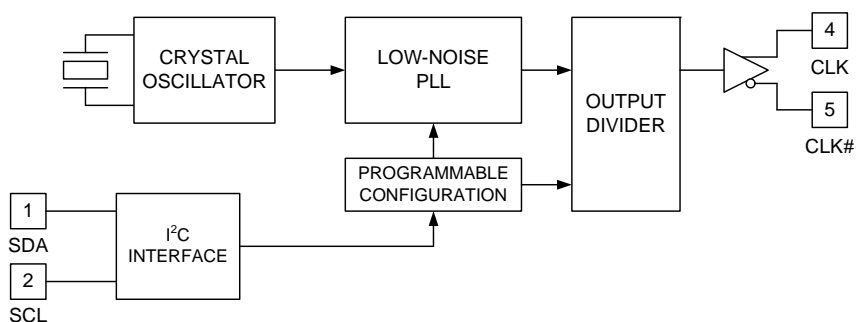 CRYSTAL
OSCILLATOR
LOW-NOISE
PLL
OUTPUT
DIVIDER
4
CLK
5
CLK#
PROGRAMMABLE
CONFIGURATION
1
SDA
I²C
INTERFACE
2
SCL